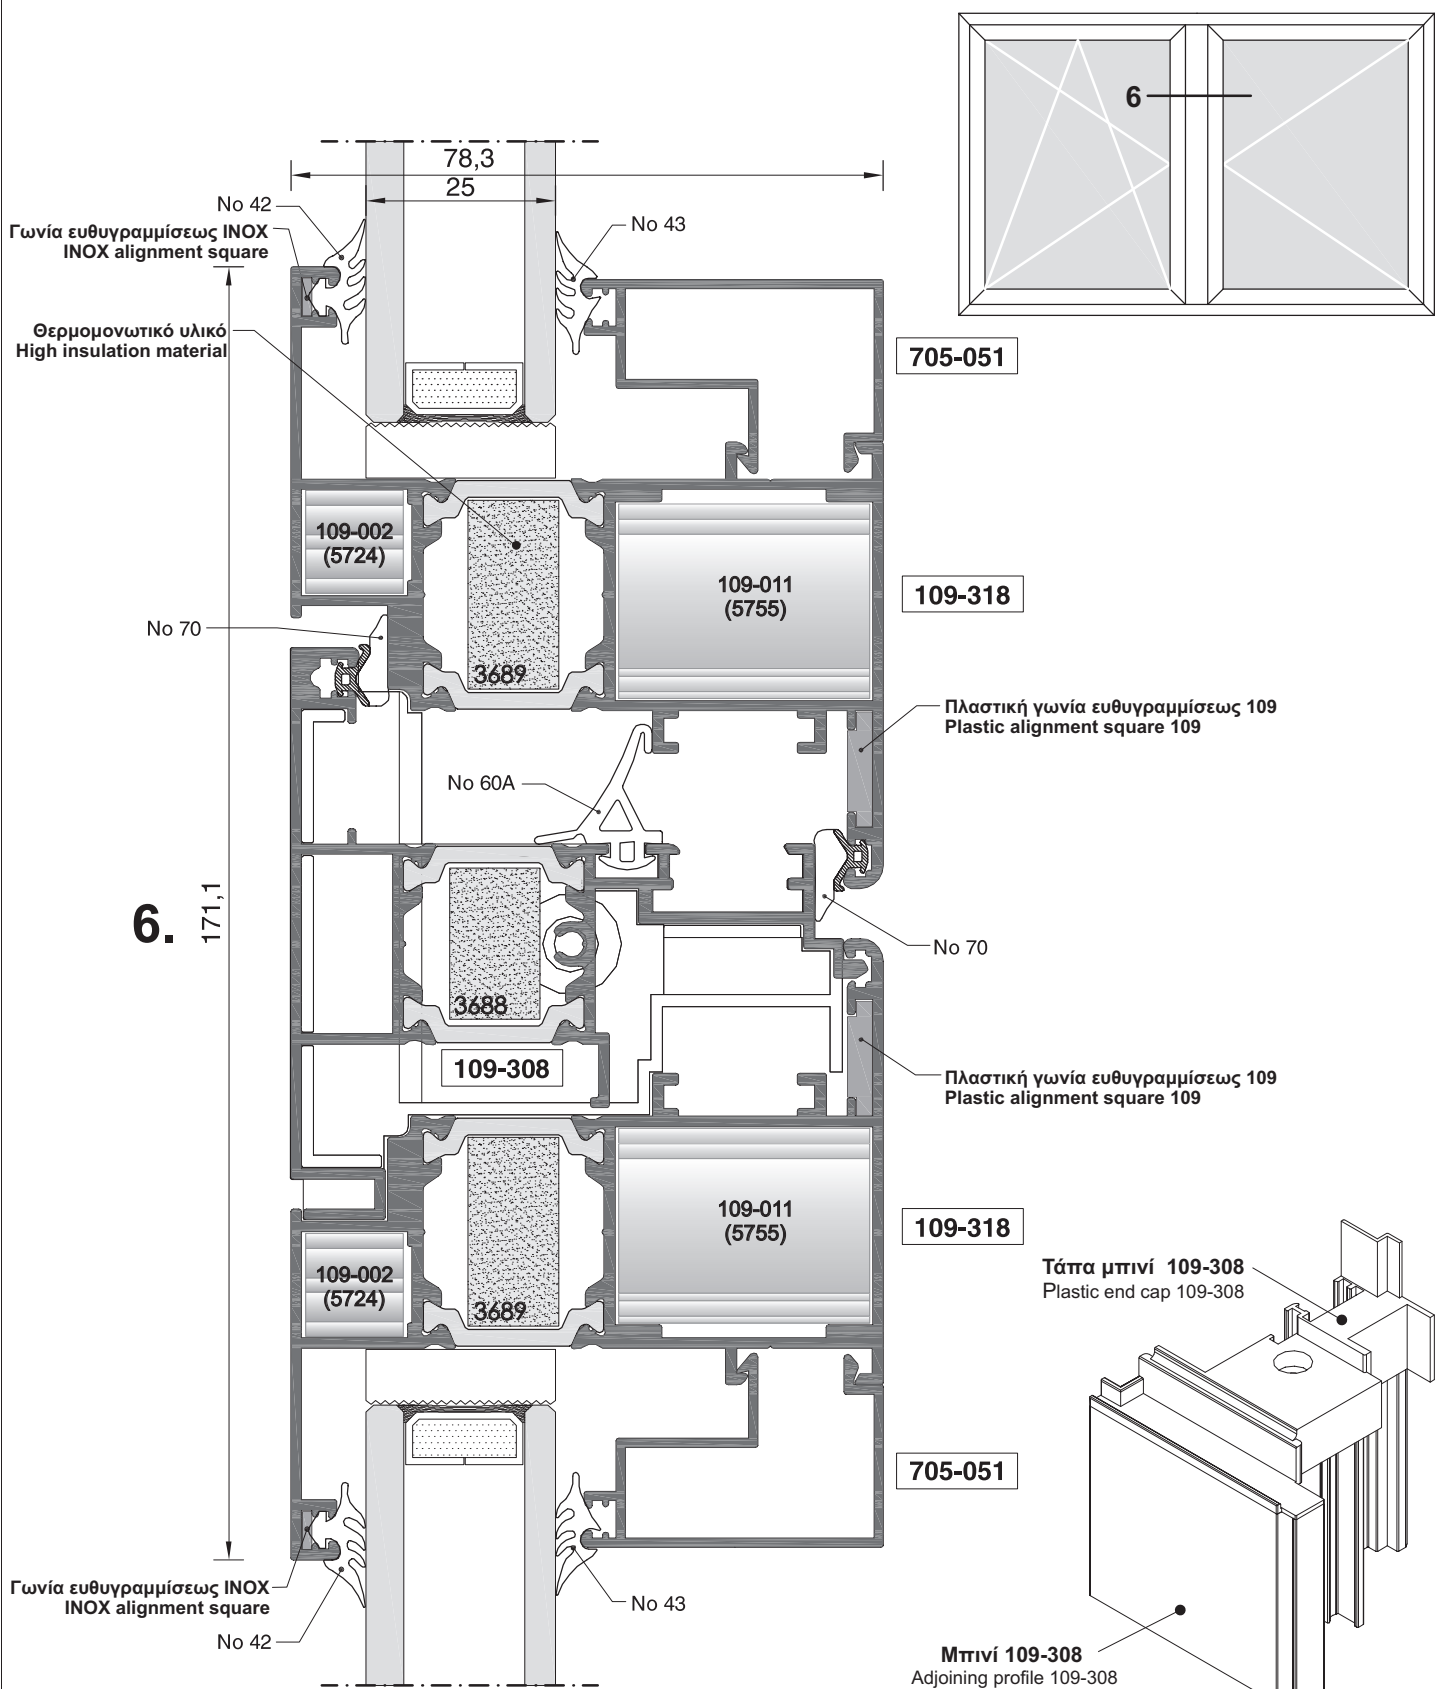 6
78,3
25
No 42
Γωνία ευθυγραμμίσεως INOX
INOX alignment square
No 43
Θερμομονωτικό υλικό
High insulation material
705-051
109-002
(5724)
109-011
(5755)
109-318
No 70
3689
Πλαστική γωνία ευθυγραμμίσεως 109
Plastic alignment square 109
No 60A
6.
171,1
No 70
3688
109-308
Πλαστική γωνία ευθυγραμμίσεως 109
Plastic alignment square 109
109-011
(5755)
109-318
109-002
(5724)
3689
Τάπα μπινί 109-308
Plastic end cap 109-308
705-051
Γωνία ευθυγραμμίσεως INOX
INOX alignment square
No 43
No 42
Μπινί 109-308
Adjoining profile 109-308